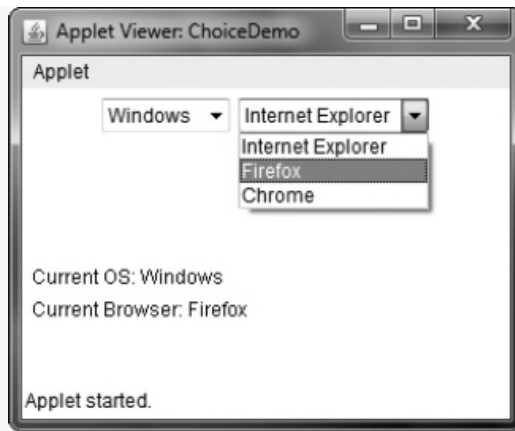 Applet Viewer: ChoiceDemo
Applet
Windows Internet Explorer
Internet Explorer
Firefox
Chrome
Current OS: Windows
Current Browser: Firefox
Applet started.